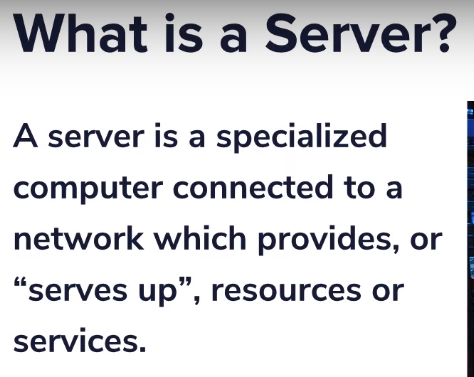 What is a Server?
A server is a specialized
computer connected to a
network which provides, or
“serves up”, resources or
services.